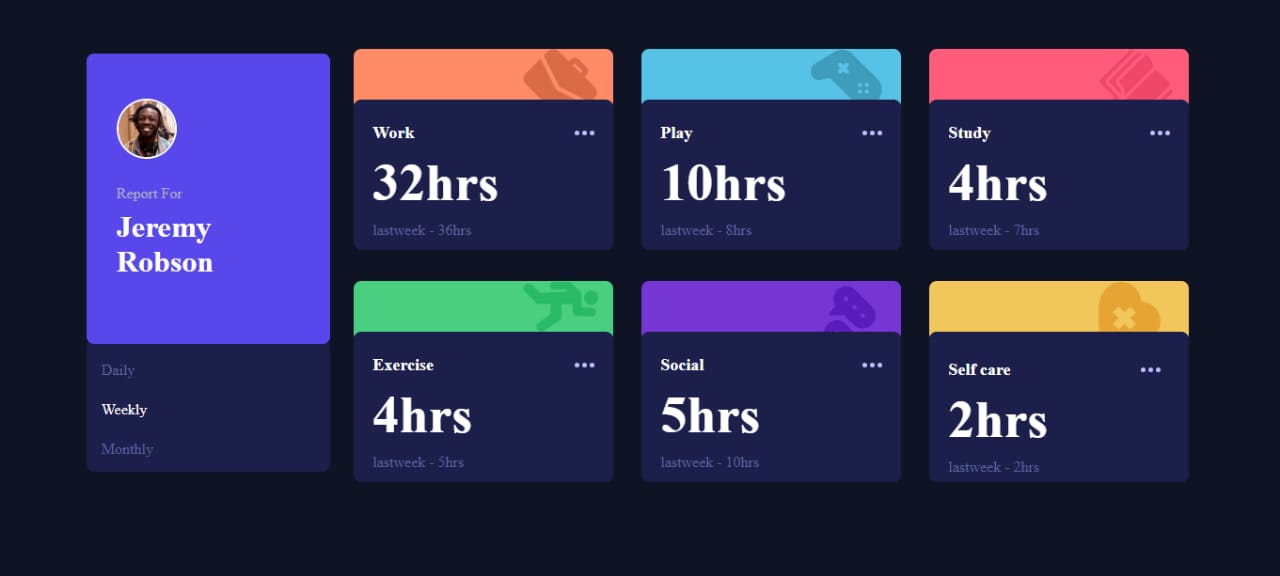 Report For
Jeremy
Robson
Daily
Weekly
Monthly
Work
32hrs
lastweek - 36hrs
Play
10hrs
lastweek - 8hrs
Study
4hrs
lastweek - 7hrs
Exercise
4hrs
lastweek - 5hrs
Social
5hrs
lastweek - 10hrs
Self care
2hrs
lastweek - 2hrs